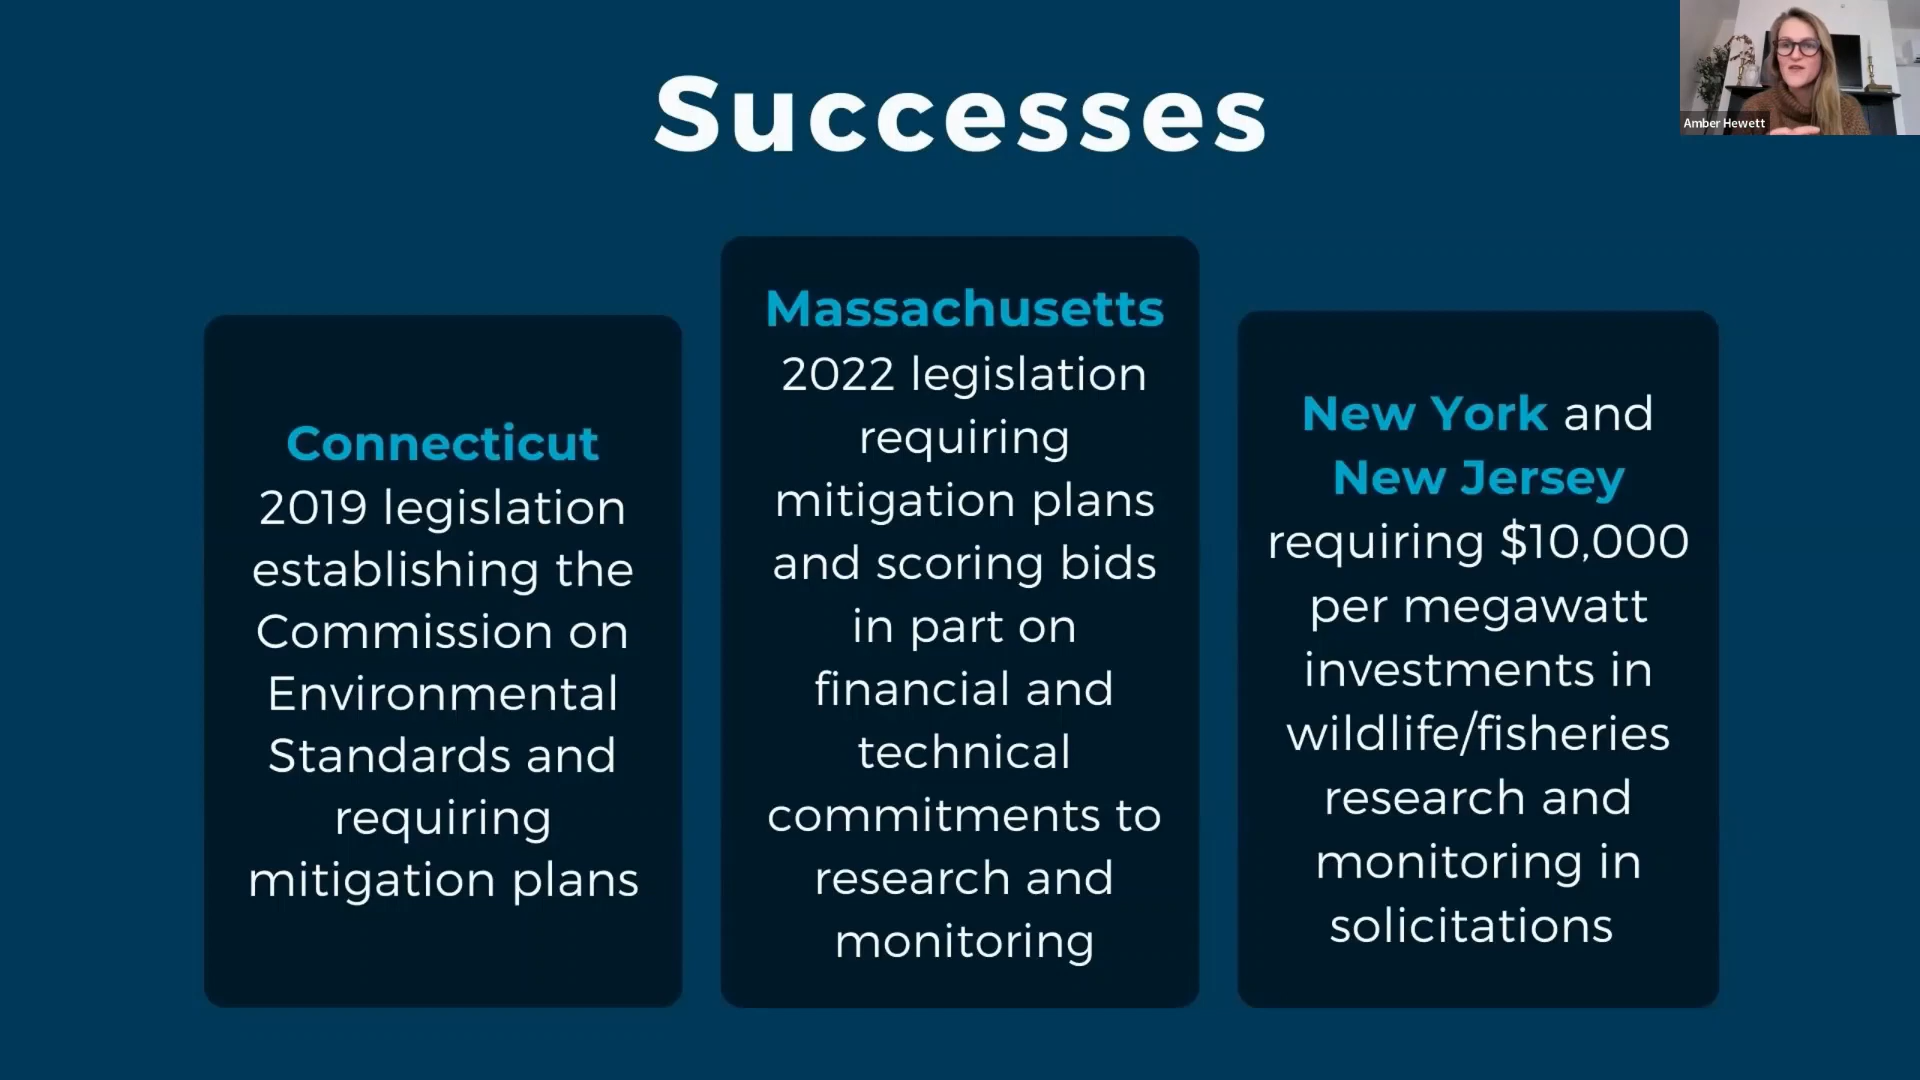 Successes
Amber Hewett
Connecticut
2019 legislation
establishing the
Commission on
Environmental
Standards and
requiring
mitigation plans
Massachusetts
2022 legislation
requiring
mitigation plans
and scoring bids
in part on
financial and
technical
commitments to
research and
monitoring
New York and
New Jersey
requiring $10,000
per megawatt
investments in
wildlife/fisheries
research and
monitoring in
solicitations